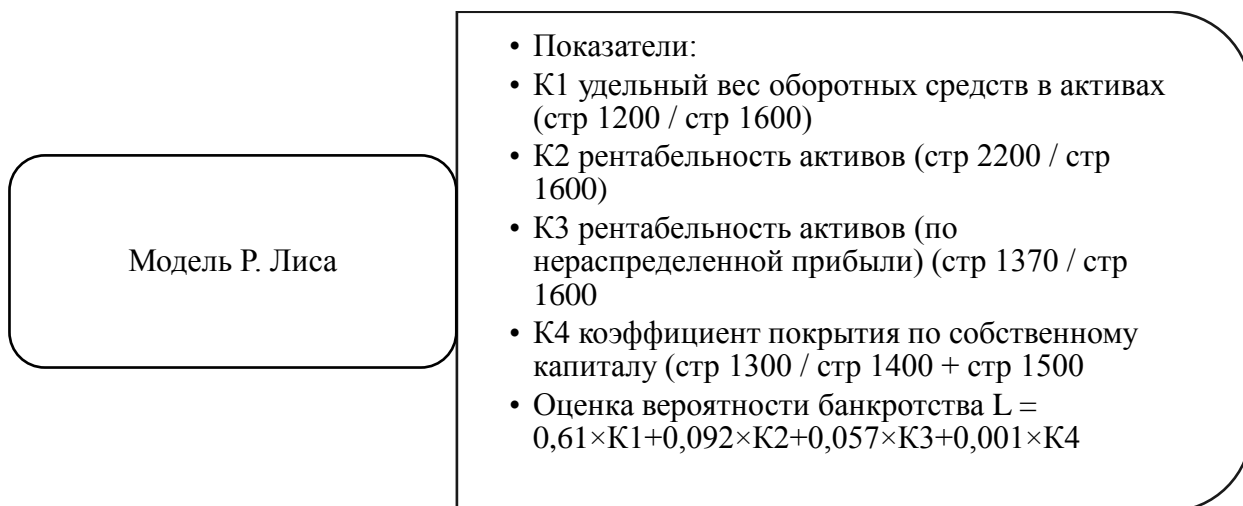 Модель Р. Лиса
• Показатели:
• К1 удельный вес оборотных средств в активах
(стр 1200 / стр 1600)
• К2 рентабельность активов (стр 2200 / стр
1600)
• К3 рентабельность активов (по
нераспределенной прибыли) (стр 1370 / стр
1600
• К4 коэффициент покрытия по собственному
капиталу (стр 1300 / стр 1400 + стр 1500
• Оценка вероятности банкротства L =
0,61×К1+0,092×К2+0,057×К3+0,001×К4